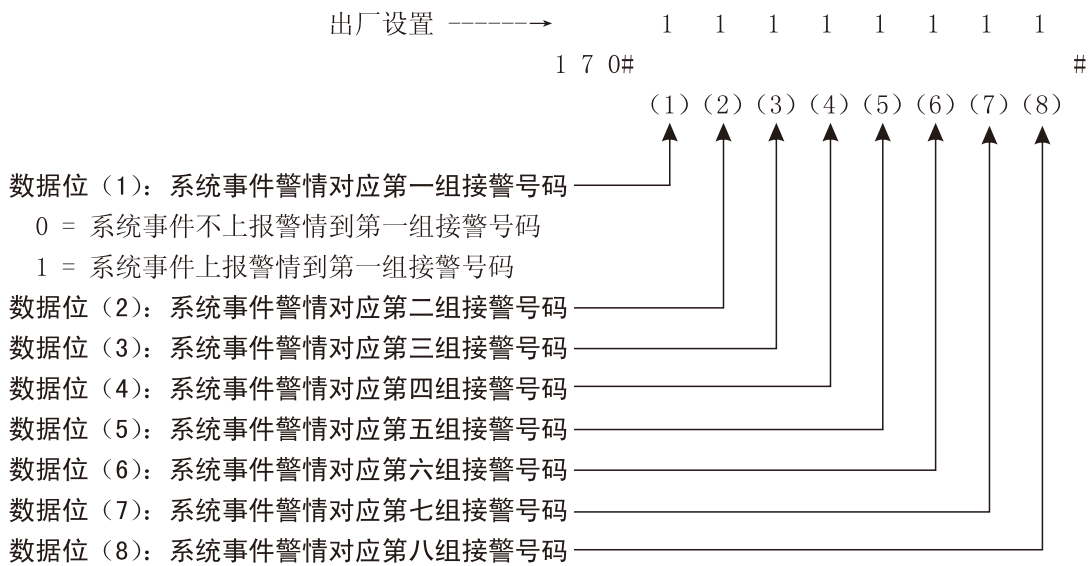 出厂设置 ------→ 1 1 1 1 1 1 1 1
1 7 0# #
(1) (2) (3) (4) (5) (6) (7) (8)
数据位（1）：系统事件警情对应第一组接警号码
0 = 系统事件不上报警情到第一组接警号码
1 = 系统事件上报警情到第一组接警号码
数据位（2）：系统事件警情对应第二组接警号码
数据位（3）：系统事件警情对应第三组接警号码
数据位（4）：系统事件警情对应第四组接警号码
数据位（5）：系统事件警情对应第五组接警号码
数据位（6）：系统事件警情对应第六组接警号码
数据位（7）：系统事件警情对应第七组接警号码
数据位（8）：系统事件警情对应第八组接警号码